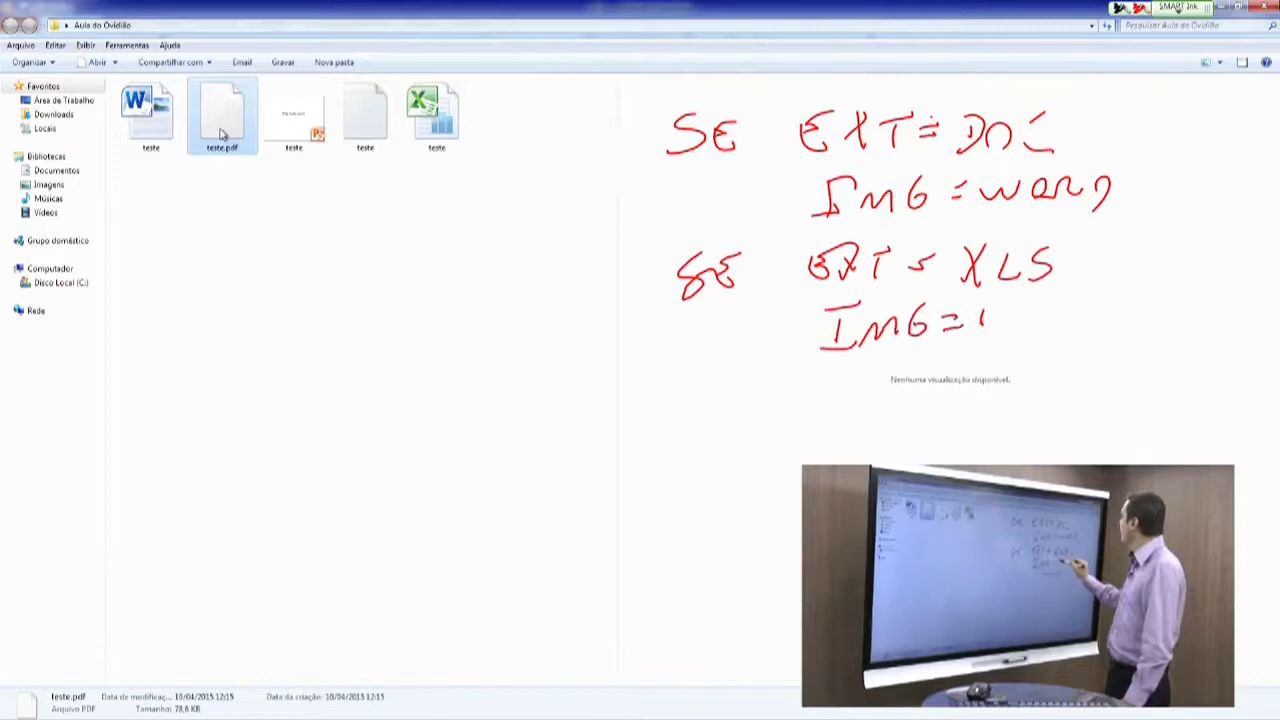 SMART Ink
Aula do Ovidião
Pesquisar Aula do Ovidião
Arquivo Editar Exibir Ferramentas Ajuda
Organizar Abrir Compartilhar com Email Gravar Nova pasta
Favoritos
Área de Trabalho
Downloads
Locais
Bibliotecas
Documentos
Imagens
Músicas
Vídeos
Grupo doméstico
Computador
Disco Local (C:)
Rede
teste teste.pdf teste teste teste
SE EXT = DOC
IMG = WORD
SE EXT = XLS
IMG =
Nenhuma visualização disponível.
teste.pdf Data de modificaç... 10/04/2015 12:15 Data da criação: 10/04/2015 12:15
Arquivo PDF Tamanho: 78,6 KB